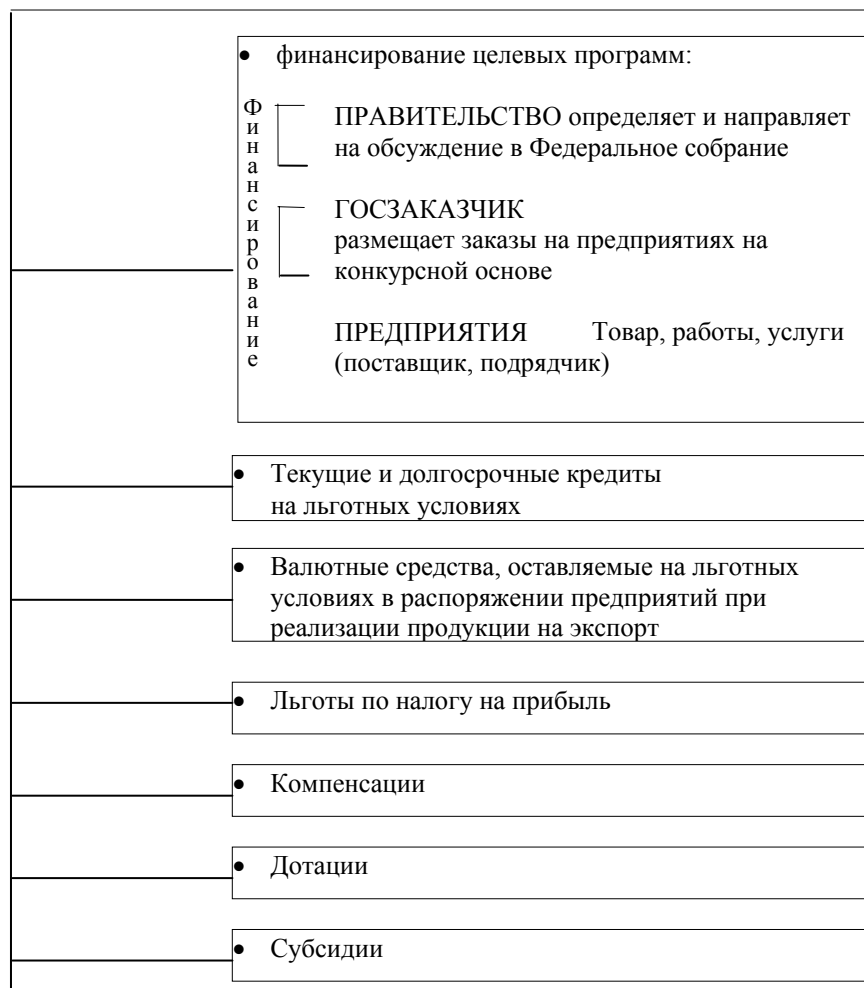 • финансирование целевых программ:
Финансирование
ПРАВИТЕЛЬСТВО определяет и направляет
на обсуждение в Федеральное собрание
ГОСЗАКАЗЧИК
размещает заказы на предприятиях на
конкурсной основе
ПРЕДПРИЯТИЯ Товар, работы, услуги
(поставщик, подрядчик)
• Текущие и долгосрочные кредиты
на льготных условиях
• Валютные средства, оставляемые на льготных
условиях в распоряжении предприятий при
реализации продукции на экспорт
• Льготы по налогу на прибыль
• Компенсации
• Дотации
• Субсидии